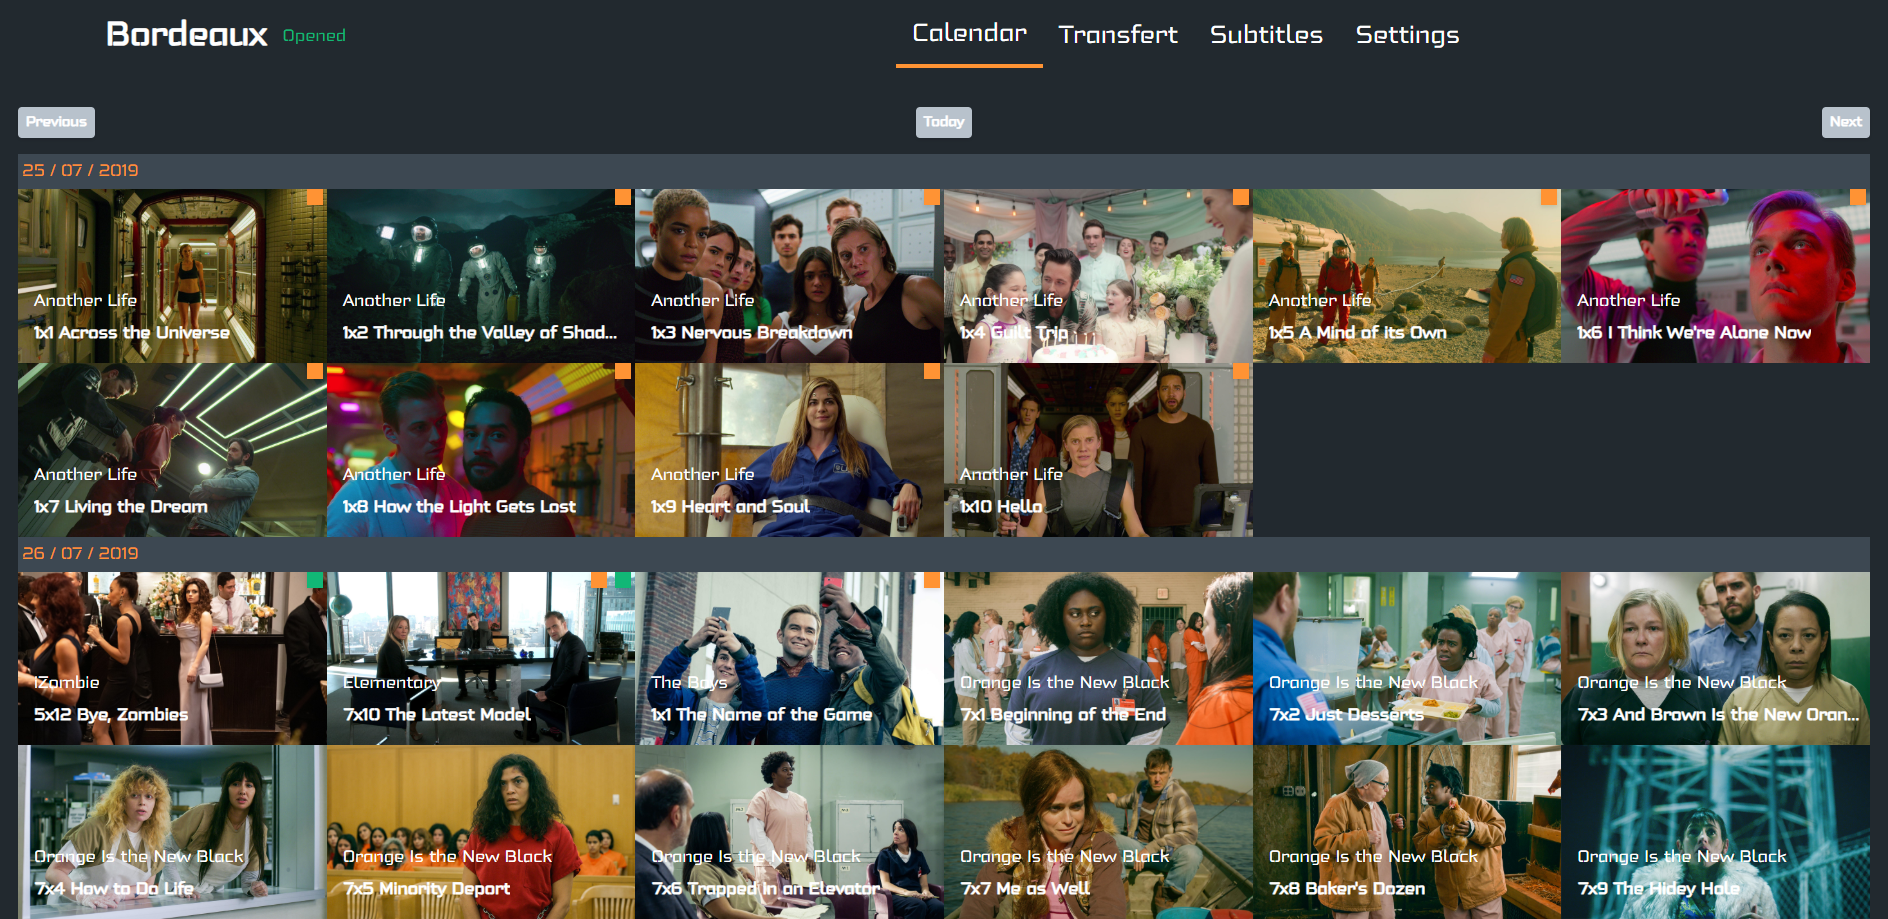 Bordeaux Opened Calendar Transfert Subtitles Settings
Previous Today Next
25 / 07 / 2019
Another Life
1x1 Across the Universe
Another Life
1x2 Through the Valley of Shad...
Another Life
1x3 Nervous Breakdown
Another Life
1x4 Guilt Trip
Another Life
1x5 A Mind of its Own
Another Life
1x6 I Think We're Alone Now
Another Life
1x7 Living the Dream
Another Life
1x8 How the Light Gets Lost
Another Life
1x9 Heart and Soul
Another Life
1x10 Hello
26 / 07 / 2019
iZombie
5x12 Bye, Zombies
Elementary
7x10 The Latest Model
The Boys
1x1 The Name of the Game
Orange Is the New Black
7x1 Beginning of the End
Orange Is the New Black
7x2 Just Desserts
Orange Is the New Black
7x3 And Brown Is the New Oran...
Orange Is the New Black
7x4 How to Do Life
Orange Is the New Black
7x5 Minority Deport
Orange Is the New Black
7x6 Trapped in an Elevator
Orange Is the New Black
7x7 Me as Well
Orange Is the New Black
7x8 Baker's Dozen
Orange Is the New Black
7x9 The Hidey Hole